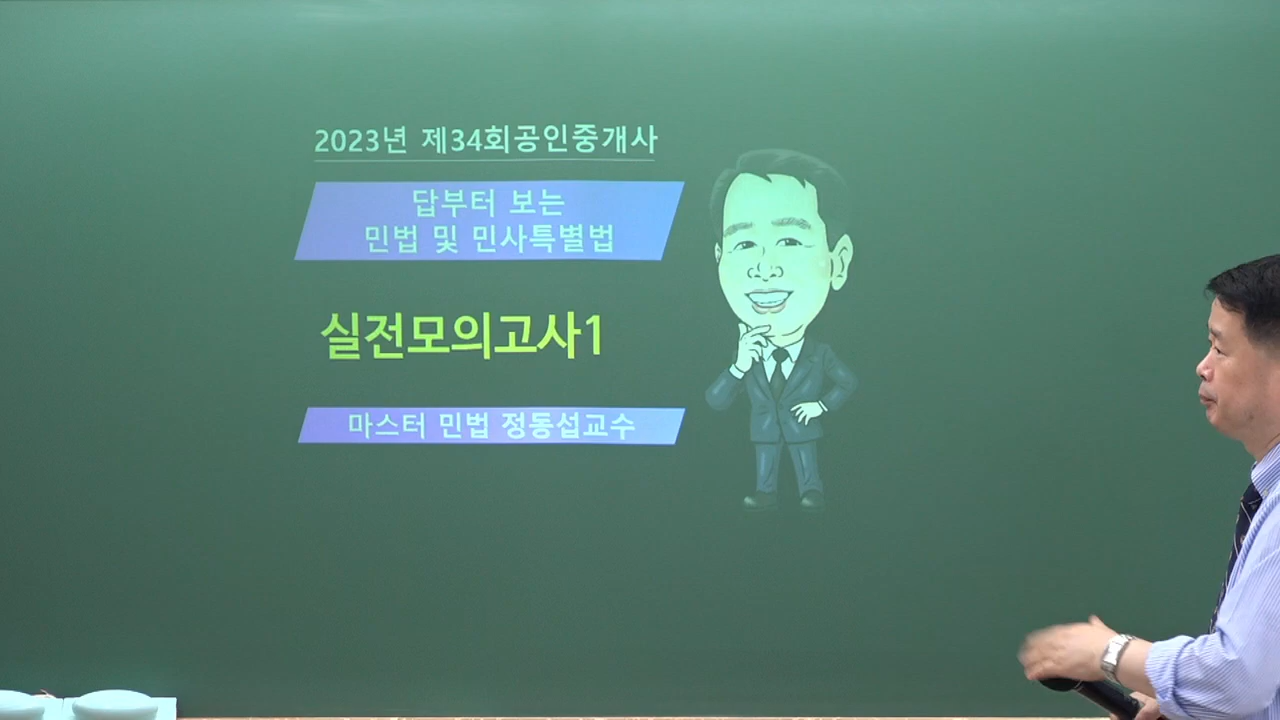 2023년 제34회공인중개사
답부터 보는
민법 및 민사특별법
실전모의고사1
마스터 민법 정동섭교수